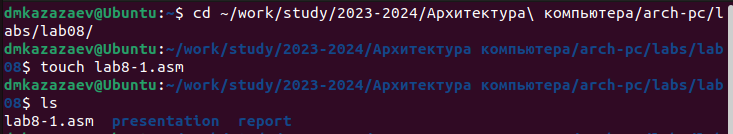 dmkazazaev@Ubuntu:~$ cd ~/work/study/2023-2024/Архитектура\ компьютера/arch-pc/l
abs/lab08/
dmkazazaev@Ubuntu:~/work/study/2023-2024/Архитектура компьютера/arch-pc/labs/lab
08$ touch lab8-1.asm
dmkazazaev@Ubuntu:~/work/study/2023-2024/Архитектура компьютера/arch-pc/labs/lab
08$ ls
lab8-1.asm  presentation  report